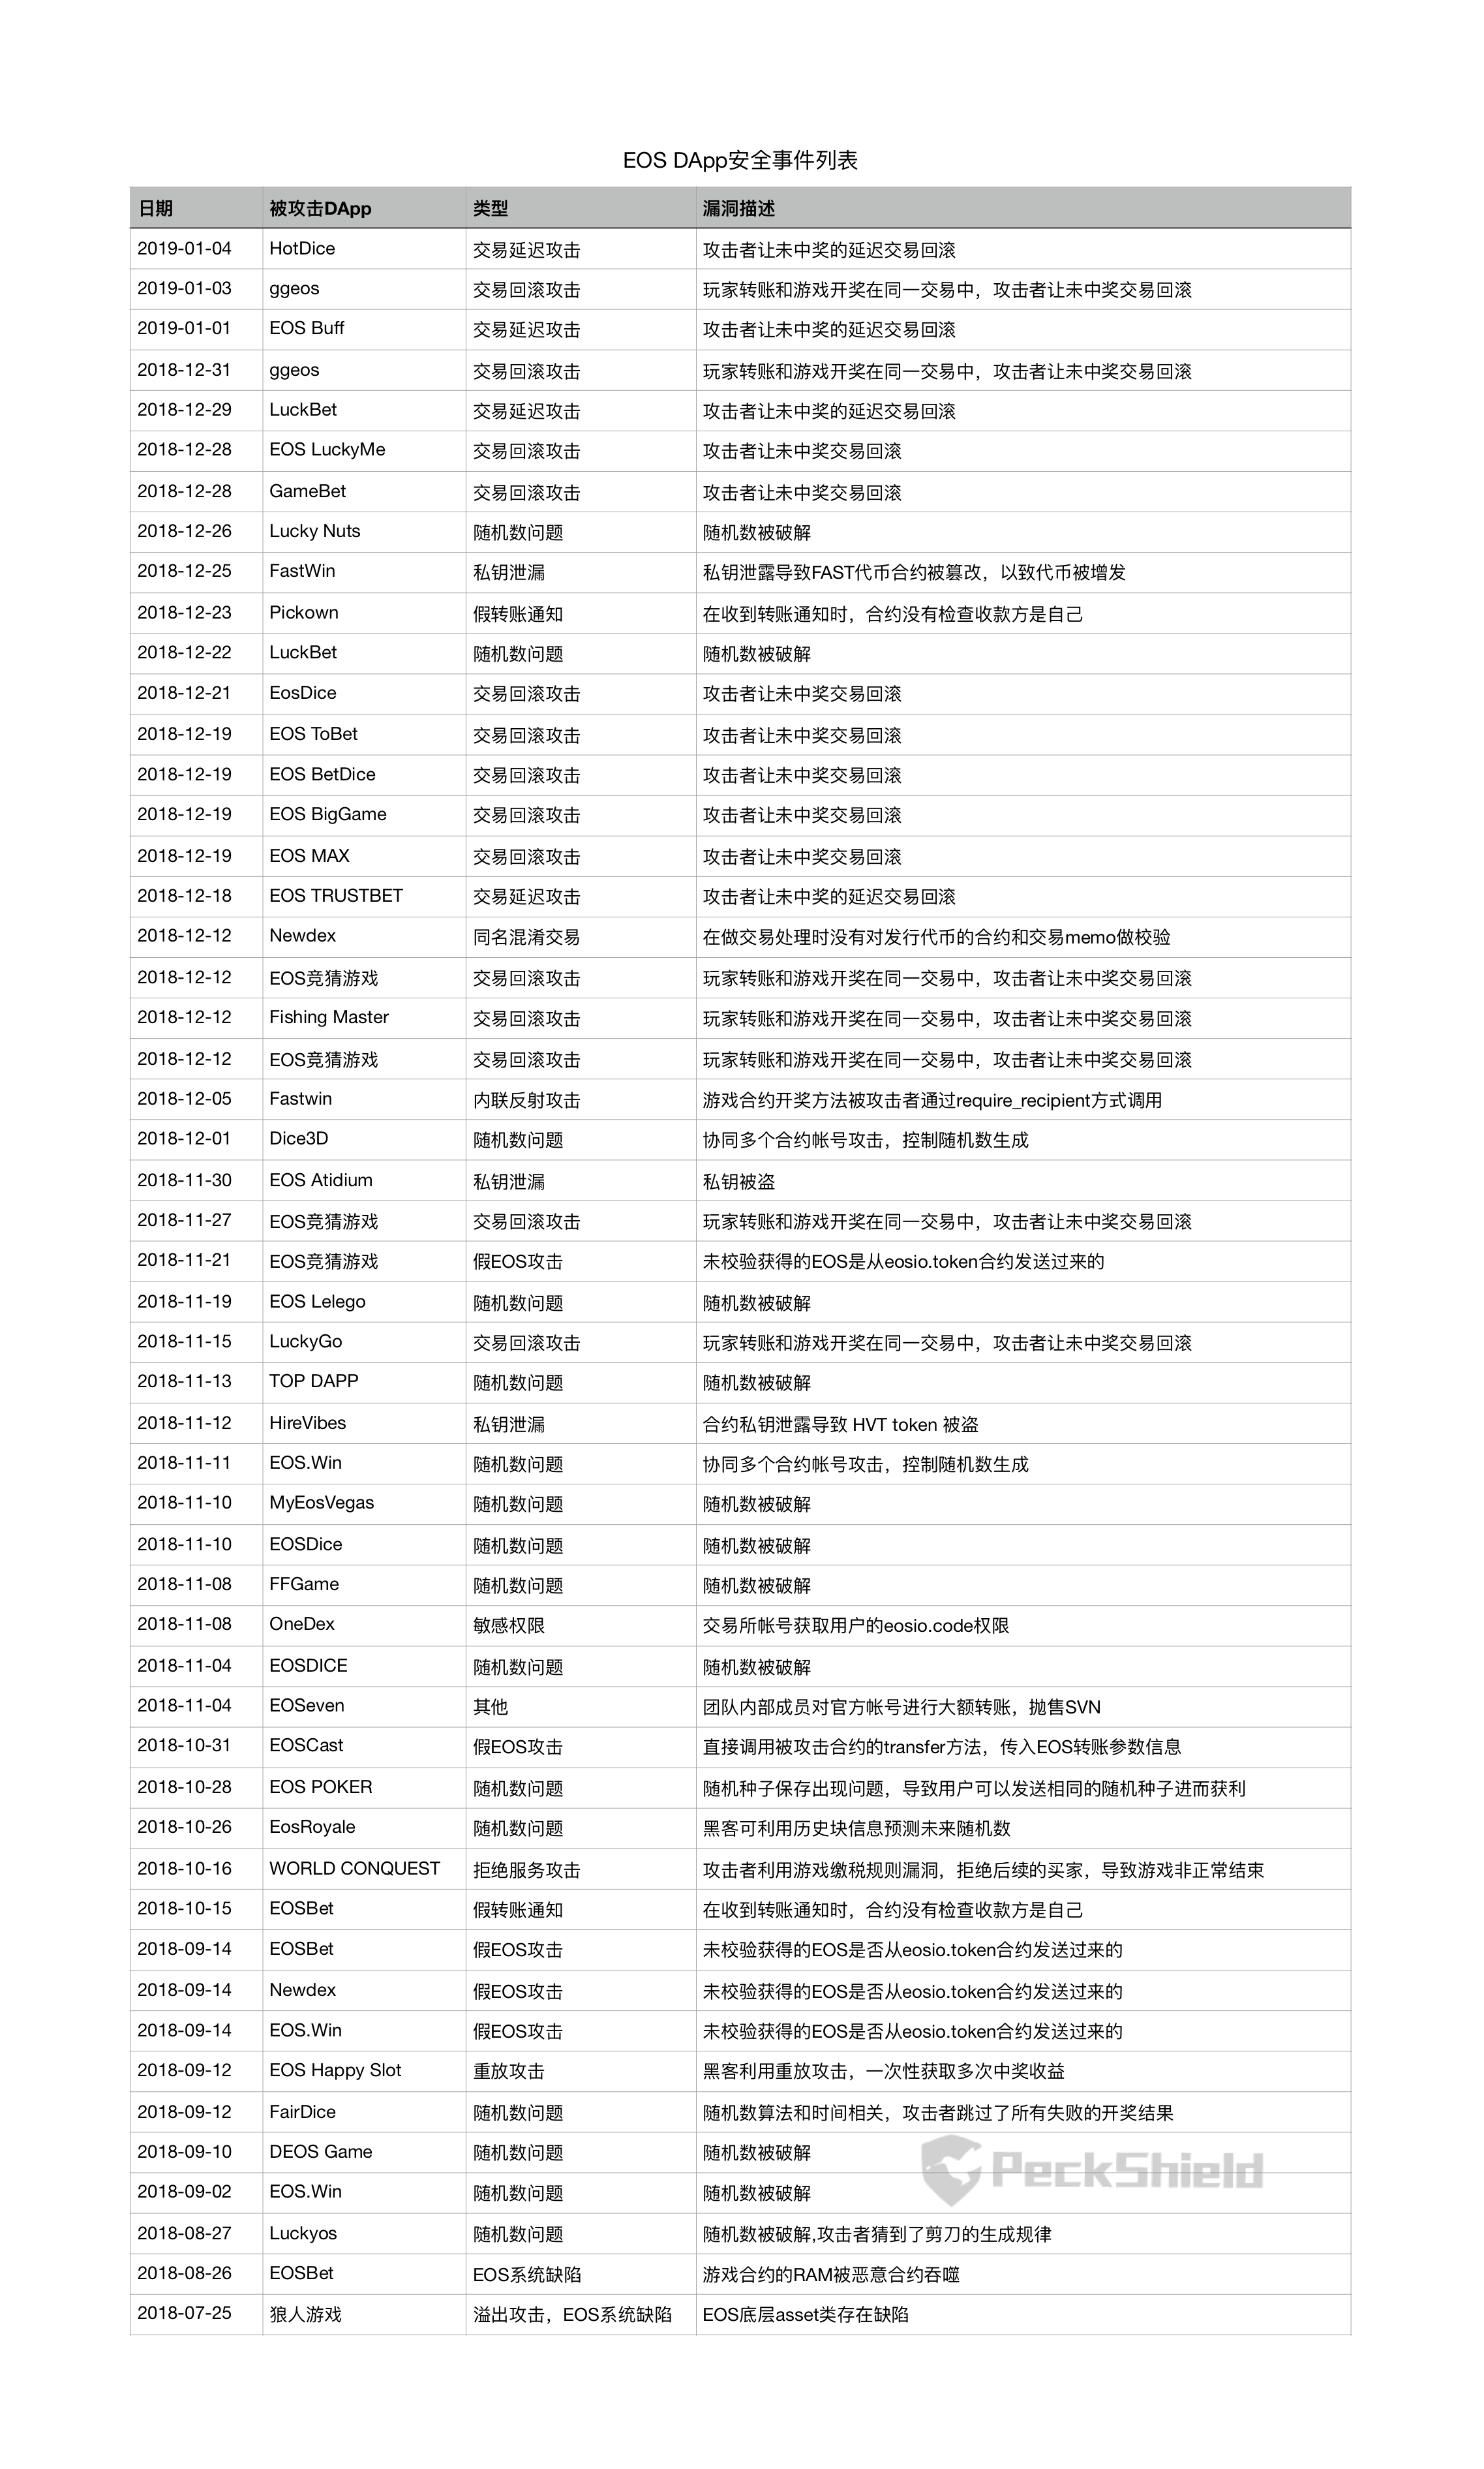 EOS DApp安全事件列表
日期 被攻击DApp 类型 漏洞描述
2019-01-04 HotDice 交易延迟攻击 攻击者让未中奖的延迟交易回滚
2019-01-03 ggeos 交易回滚攻击 玩家转账和游戏开奖在同一交易中，攻击者让未中奖交易回滚
2019-01-01 EOS Buff 交易延迟攻击 攻击者让未中奖的延迟交易回滚
2018-12-31 ggeos 交易回滚攻击 玩家转账和游戏开奖在同一交易中，攻击者让未中奖交易回滚
2018-12-29 LuckBet 交易延迟攻击 攻击者让未中奖的延迟交易回滚
2018-12-28 EOS LuckyMe 交易回滚攻击 攻击者让未中奖交易回滚
2018-12-28 GameBet 交易回滚攻击 攻击者让未中奖交易回滚
2018-12-26 Lucky Nuts 随机数问题 随机数被破解
2018-12-25 FastWin 私钥泄漏 私钥泄露导致FAST代币合约被篡改，以致代币被增发
2018-12-23 Pickown 假转账通知 在收到转账通知时，合约没有检查收款方是自己
2018-12-22 LuckBet 随机数问题 随机数被破解
2018-12-21 EosDice 交易回滚攻击 攻击者让未中奖交易回滚
2018-12-19 EOS ToBet 交易回滚攻击 攻击者让未中奖交易回滚
2018-12-19 EOS BetDice 交易回滚攻击 攻击者让未中奖交易回滚
2018-12-19 EOS BigGame 交易回滚攻击 攻击者让未中奖交易回滚
2018-12-19 EOS MAX 交易回滚攻击 攻击者让未中奖交易回滚
2018-12-18 EOS TRUSTBET 交易延迟攻击 攻击者让未中奖的延迟交易回滚
2018-12-12 Newdex 同名混淆交易 在做交易处理时没有对发行代币的合约和交易memo做校验
2018-12-12 EOS竞猜游戏 交易回滚攻击 玩家转账和游戏开奖在同一交易中，攻击者让未中奖交易回滚
2018-12-12 Fishing Master 交易回滚攻击 玩家转账和游戏开奖在同一交易中，攻击者让未中奖交易回滚
2018-12-12 EOS竞猜游戏 交易回滚攻击 玩家转账和游戏开奖在同一交易中，攻击者让未中奖交易回滚
2018-12-05 Fastwin 内联反射攻击 游戏合约开奖方法被攻击者通过require_recipient方式调用
2018-12-01 Dice3D 随机数问题 协同多个合约帐号攻击，控制随机数生成
2018-11-30 EOS Atidium 私钥泄漏 私钥被盗
2018-11-27 EOS竞猜游戏 交易回滚攻击 玩家转账和游戏开奖在同一交易中，攻击者让未中奖交易回滚
2018-11-21 EOS竞猜游戏 假EOS攻击 未校验获得的EOS是从eosio.token合约发送过来的
2018-11-19 EOS Lelego 随机数问题 随机数被破解
2018-11-15 LuckyGo 交易回滚攻击 玩家转账和游戏开奖在同一交易中，攻击者让未中奖交易回滚
2018-11-13 TOP DAPP 随机数问题 随机数被破解
2018-11-12 HireVibes 私钥泄漏 合约私钥泄露导致 HVT token 被盗
2018-11-11 EOS.Win 随机数问题 协同多个合约帐号攻击，控制随机数生成
2018-11-10 MyEosVegas 随机数问题 随机数被破解
2018-11-10 EOSDice 随机数问题 随机数被破解
2018-11-08 FFGame 随机数问题 随机数被破解
2018-11-08 OneDex 敏感权限 交易所帐号获取用户的eosio.code权限
2018-11-04 EOSDICE 随机数问题 随机数被破解
2018-11-04 EOSeven 其他 团队内部成员对官方帐号进行大额转账，抛售SVN
2018-10-31 EOSCast 假EOS攻击 直接调用被攻击合约的transfer方法，传入EOS转账参数信息
2018-10-28 EOS POKER 随机数问题 随机种子保存出现问题，导致用户可以发送相同的随机种子进而获利
2018-10-26 EosRoyale 随机数问题 黑客可利用历史块信息预测未来随机数
2018-10-16 WORLD CONQUEST 拒绝服务攻击 攻击者利用游戏缴税规则漏洞，拒绝后续的买家，导致游戏非正常结束
2018-10-15 EOSBet 假转账通知 在收到转账通知时，合约没有检查收款方是自己
2018-09-14 EOSBet 假EOS攻击 未校验获得的EOS是否从eosio.token合约发送过来的
2018-09-14 Newdex 假EOS攻击 未校验获得的EOS是否从eosio.token合约发送过来的
2018-09-14 EOS.Win 假EOS攻击 未校验获得的EOS是否从eosio.token合约发送过来的
2018-09-12 EOS Happy Slot 重放攻击 黑客利用重放攻击，一次性获取多次中奖收益
2018-09-12 FairDice 随机数问题 随机数算法和时间相关，攻击者跳过了所有失败的开奖结果
2018-09-10 DEOS Game 随机数问题 随机数被破解
PeckShield
2018-09-02 EOS.Win 随机数问题 随机数被破解
2018-08-27 Luckyos 随机数问题 随机数被破解,攻击者猜到了剪刀的生成规律
2018-08-26 EOSBet EOS系统缺陷 游戏合约的RAM被恶意合约吞噬
2018-07-25 狼人游戏 溢出攻击，EOS系统缺陷 EOS底层asset类存在缺陷